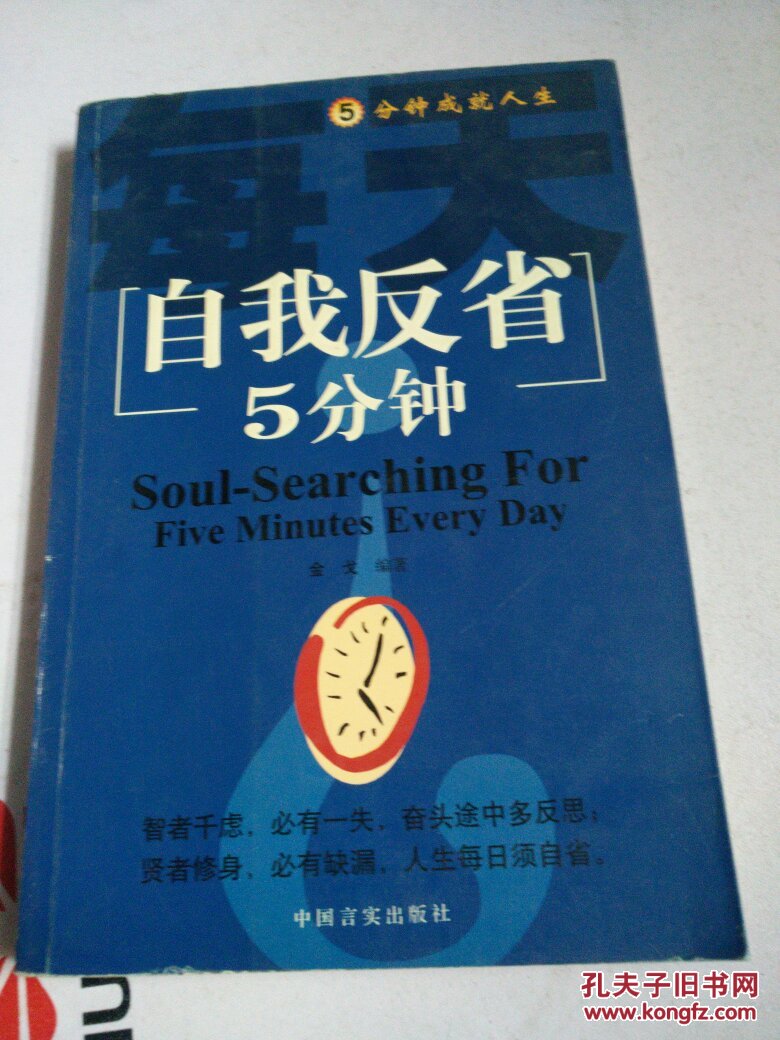 5分钟成就人生
每天
自我反省
5分钟
Soul-Searching For
Five Minutes Every Day
金戈 编著
智者千虑，必有一失，奋头途中多反思；
贤者修身，必有缺漏，人生每日须自省。
中国言实出版社
孔夫子旧书网
www.kongfz.com